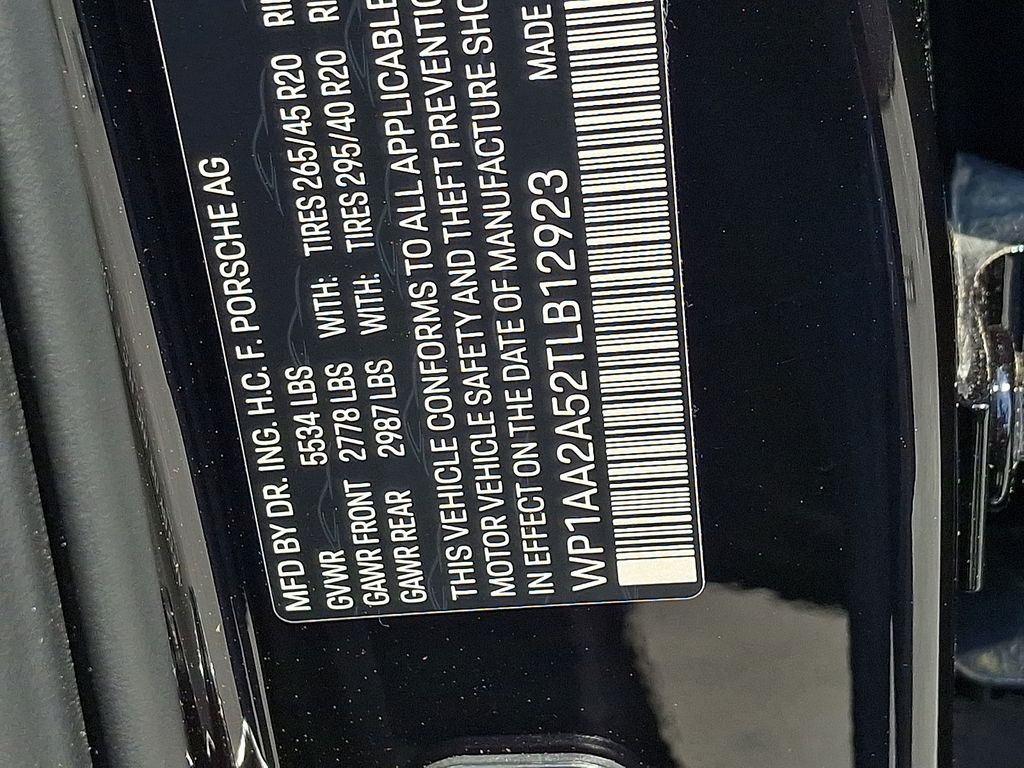 MFD BY DR. ING. H.C. F. PORSCHE AG
GVWR 5534 LBS WITH: TIRES 265/45 R20
GAWR FRONT 2778 LBS WITH: TIRES 295/40 R20
GAWR REAR 2987 LBS
THIS VEHICLE CONFORMS TO ALL APPLICABLE
MOTOR VEHICLE SAFETY AND THEFT PREVENTION
IN EFFECT ON THE DATE OF MANUFACTURE SHO
WP1AA2A52TLB12923 MADE